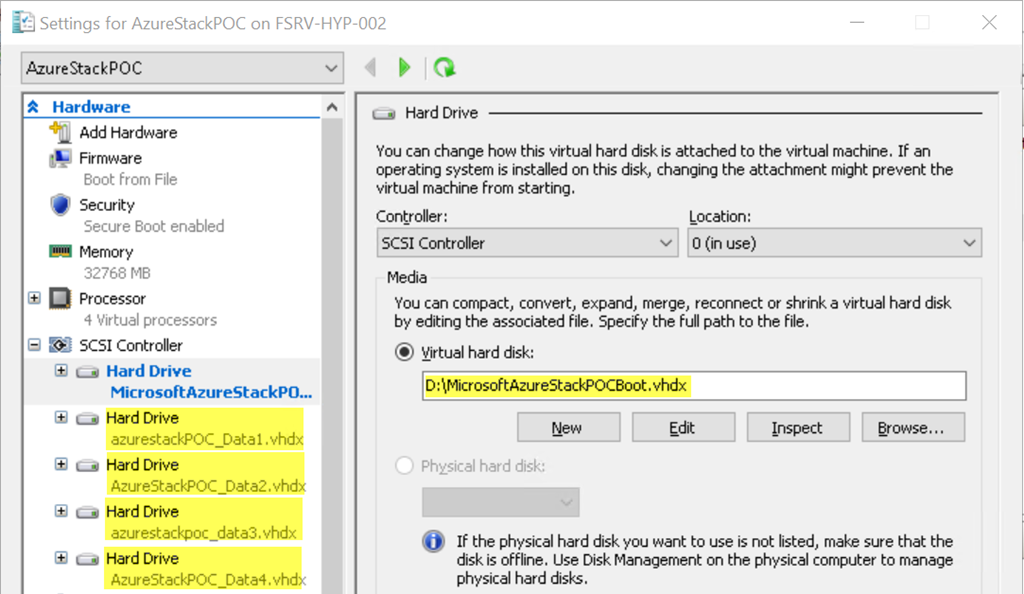 Settings for AzureStackPOC on FSRV-HYP-002
AzureStackPOC
Hardware
Add Hardware
Firmware
Boot from File
Security
Secure Boot enabled
Memory
32768 MB
Processor
4 Virtual processors
SCSI Controller
Hard Drive
MicrosoftAzureStackPO...
Hard Drive
azurestackPOC_Data1.vhdx
Hard Drive
AzureStackPOC_Data2.vhdx
Hard Drive
azurestackpoc_data3.vhdx
Hard Drive
AzureStackPOC_Data4.vhdx
Hard Drive
You can change how this virtual hard disk is attached to the virtual machine. If an
operating system is installed on this disk, changing the attachment might prevent the
virtual machine from starting.
Controller:
Location:
SCSI Controller
0 (in use)
Media
You can compact, convert, expand, merge, reconnect or shrink a virtual hard disk
by editing the associated file. Specify the full path to the file.
Virtual hard disk:
D:\MicrosoftAzureStackPOCBoot.vhdx
New
Edit
Inspect
Browse...
Physical hard disk:
If the physical hard disk you want to use is not listed, make sure that the
disk is offline. Use Disk Management on the physical computer to manage
physical hard disks.